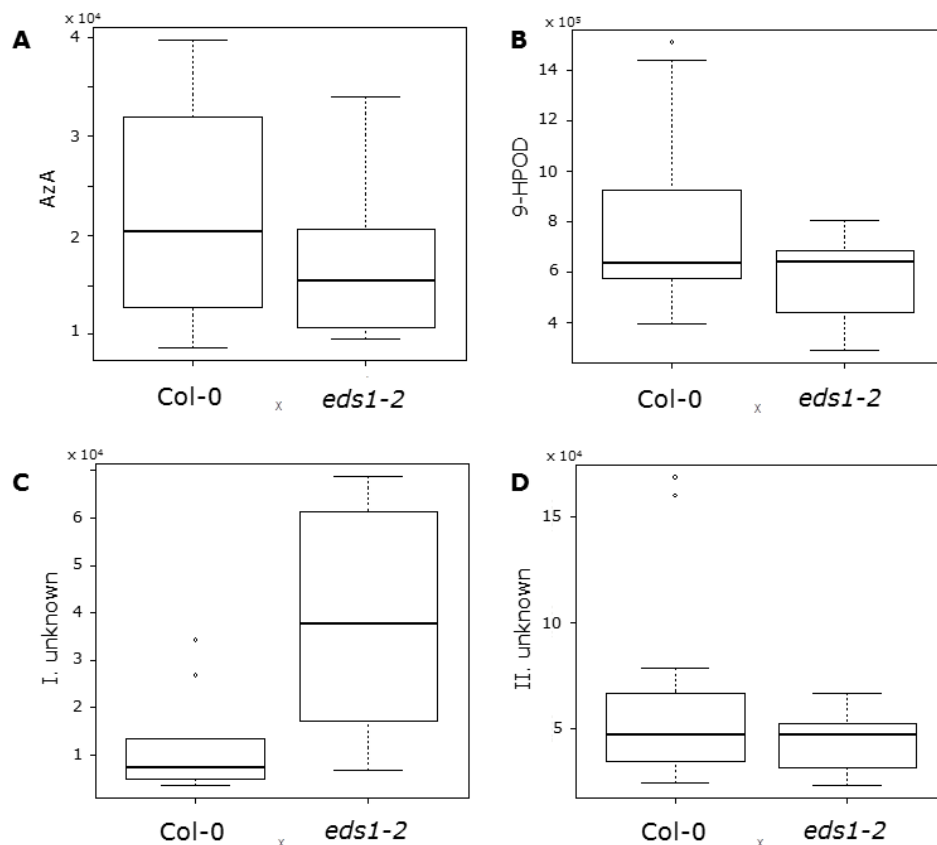 A
x 10⁴
4
3
2
1
AzA
Col-0 x eds1-2
B
x 10⁵
14
12
10
8
6
4
9-HPOD
Col-0 x eds1-2
C
x 10⁴
6
5
4
3
2
1
I. unknown
Col-0 x eds1-2
D
x 10⁴
15
10
5
II. unknown
Col-0 x eds1-2